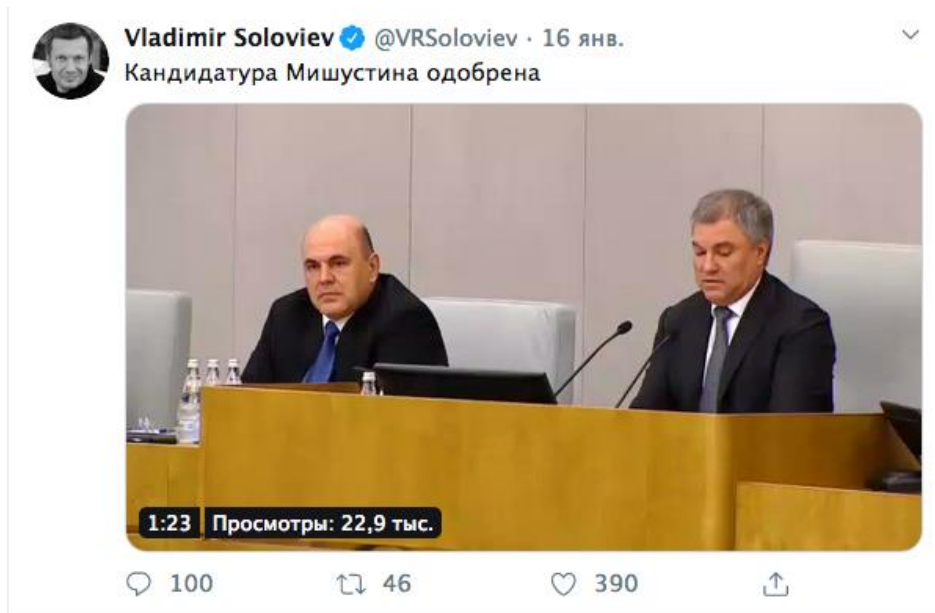 Vladimir Soloviev @VRSoloviev · 16 янв.
Кандидатура Мишустина одобрена
1:23 Просмотры: 22,9 тыс.
100 46 390